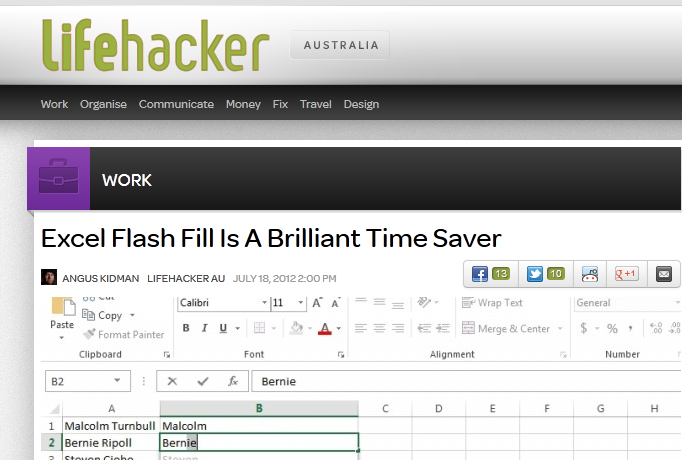 lifehacker AUSTRALIA
Work Organise Communicate Money Fix Travel Design
WORK
Excel Flash Fill Is A Brilliant Time Saver
ANGUS KIDMAN LIFEHACKER AU JULY 18, 2012 2:00 PM
13 10 +1
Cut Calibri 11 A A Wrap Text General
Paste Copy
Format Painter B I U A Merge & Center $ % ,
Clipboard Font Alignment Number
B2 fx Bernie
A B C D E F G H
1 Malcolm Turnbull Malcolm
2 Bernie Ripoll Bernie
3 Steven Ciobo Steven